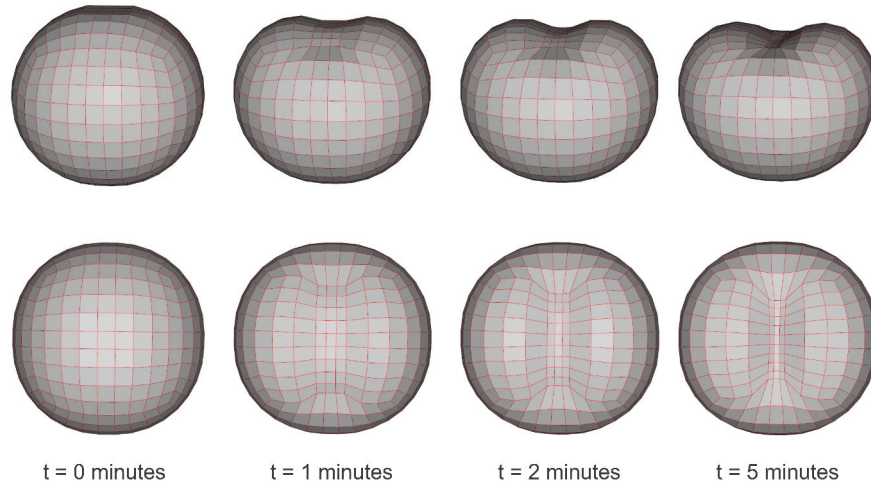 t = 0 minutes t = 1 minutes t = 2 minutes t = 5 minutes